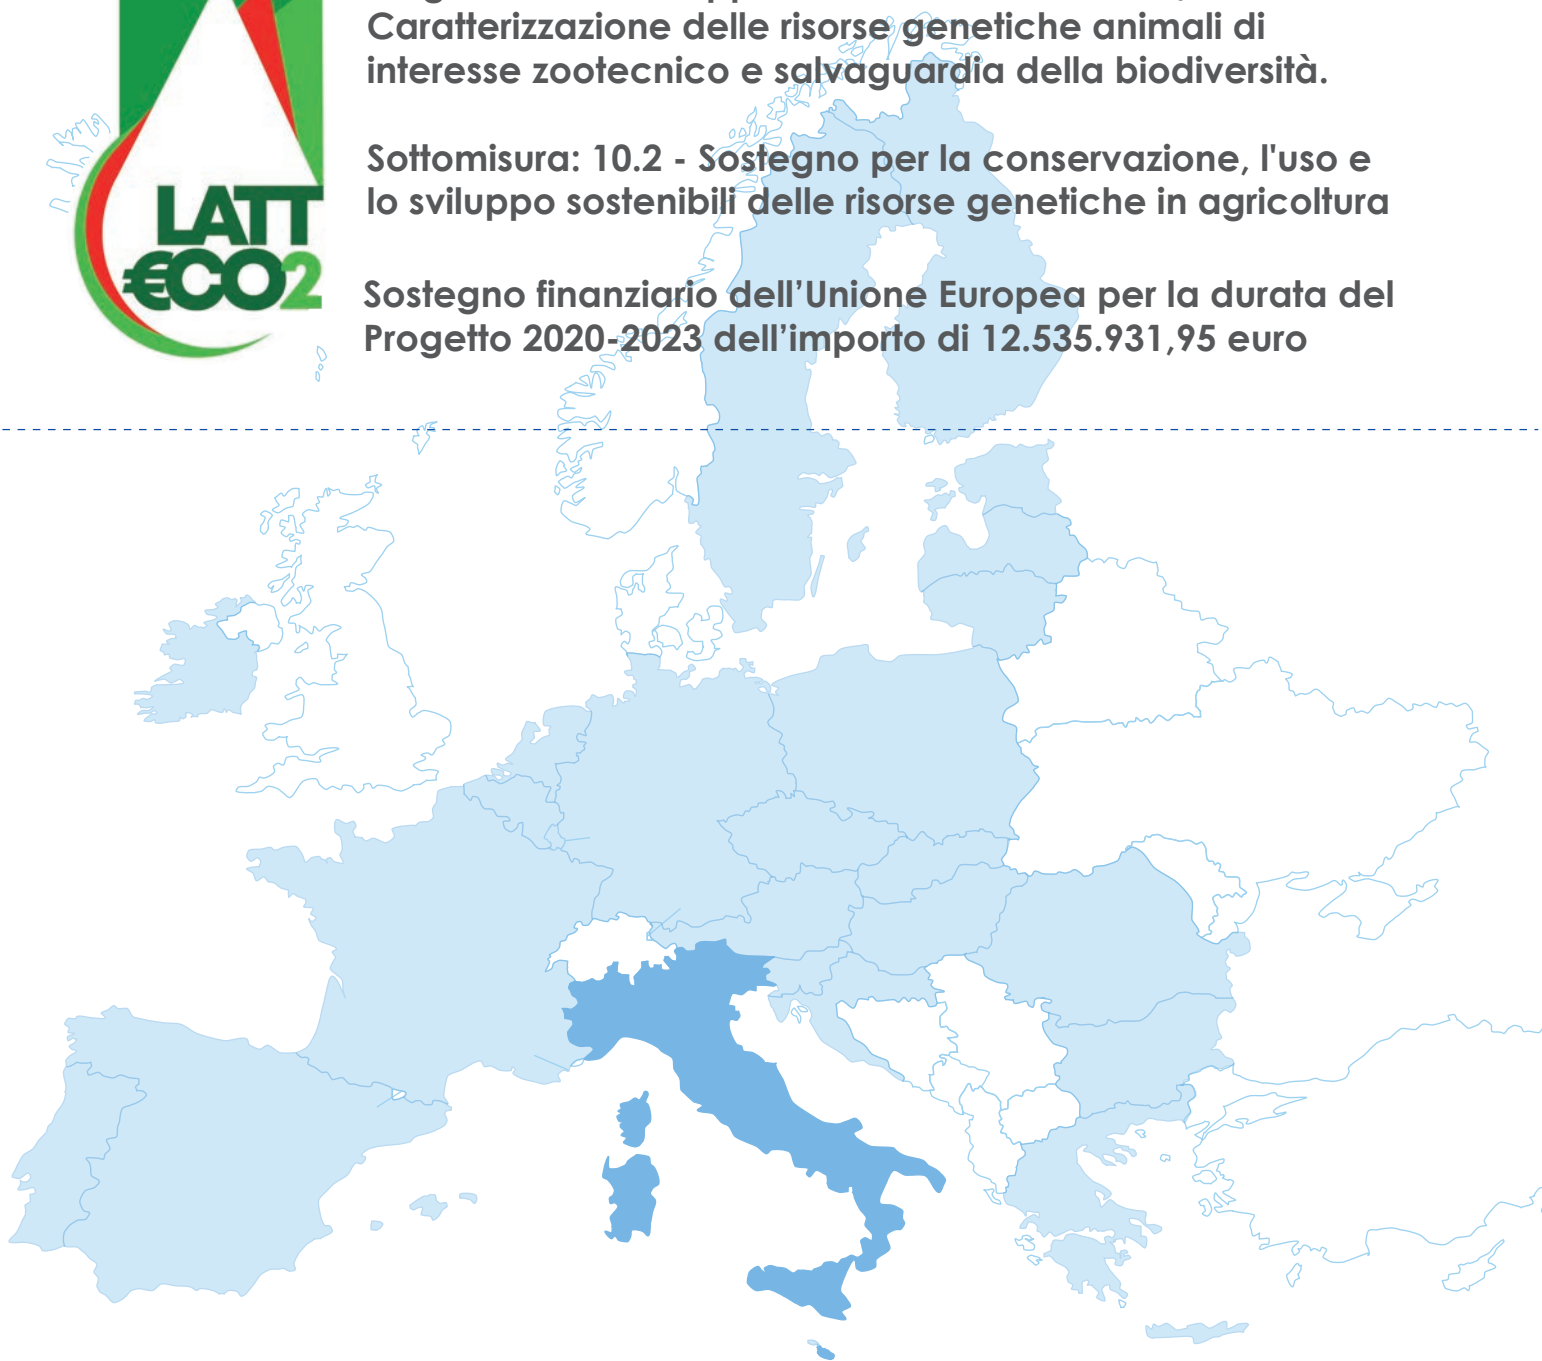 LATT
€CO2
Caratterizzazione delle risorse genetiche animali di
interesse zootecnico e salvaguardia della biodiversità.
Sottomisura: 10.2 - Sostegno per la conservazione, l'uso e
lo sviluppo sostenibili delle risorse genetiche in agricoltura
Sostegno finanziario dell’Unione Europea per la durata del
Progetto 2020-2023 dell’importo di 12.535.931,95 euro